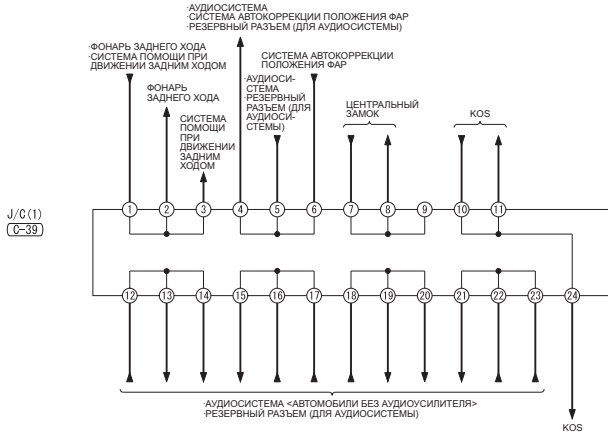 ·АУДИОСИСТЕМА
·СИСТЕМА АВТОКОРРЕКЦИИ ПОЛОЖЕНИЯ ФАР
·РЕЗЕРВНЫЙ РАЗЪЕМ (ДЛЯ АУДИОСИСТЕМЫ)
·ФОНАРЬ ЗАДНЕГО ХОДА
·СИСТЕМА ПОМОЩИ ПРИ
ДВИЖЕНИИ ЗАДНИМ ХОДОМ
СИСТЕМА АВТОКОРРЕКЦИИ
ПОЛОЖЕНИЯ ФАР
ФОНАРЬ
ЗАДНЕГО ХОДА
·АУДИОСИ-
СТЕМА
·РЕЗЕРВНЫЙ
РАЗЪЕМ (ДЛЯ
АУДИОСИ-
СТЕМЫ)
СИСТЕМА
ПОМОЩИ
ПРИ
ДВИЖЕНИИ
ЗАДНИМ
ХОДОМ
ЦЕНТРАЛЬНЫЙ
ЗАМОК
KOS
J/C(1)
C-39
1 2 3 4 5 6 7 8 9 10 11
12 13 14 15 16 17 18 19 20 21 22 23 24
·АУДИОСИСТЕМА <АВТОМОБИЛИ БЕЗ АУДИОУСИЛИТЕЛЯ>
·РЕЗЕРВНЫЙ РАЗЪЕМ (ДЛЯ АУДИОСИСТЕМЫ)
KOS